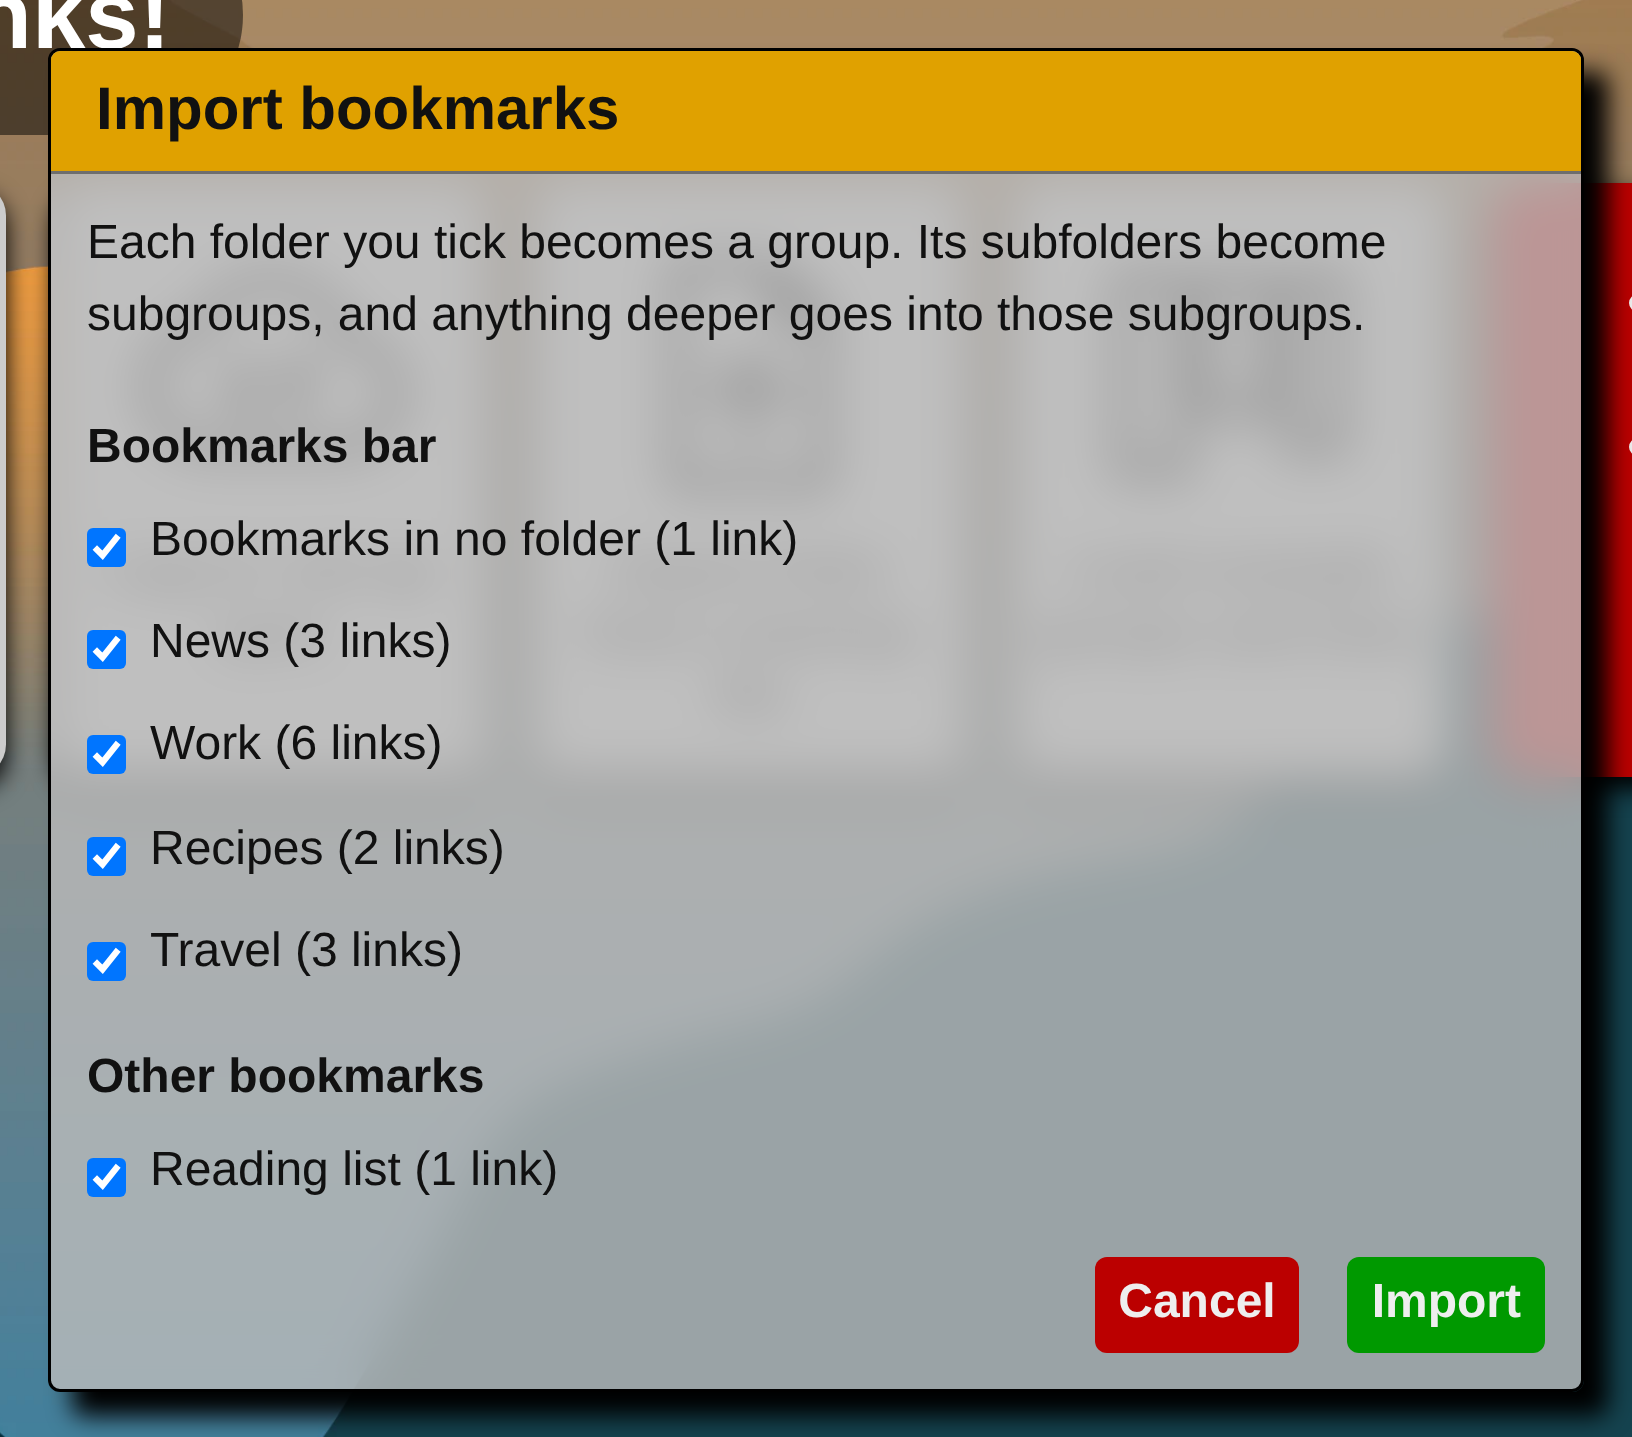 nks!
Import bookmarks
Each folder you tick becomes a group. Its subfolders become
subgroups, and anything deeper goes into those subgroups.
Bookmarks bar
Bookmarks in no folder (1 link)
News (3 links)
Work (6 links)
Recipes (2 links)
Travel (3 links)
Other bookmarks
Reading list (1 link)
Cancel Import